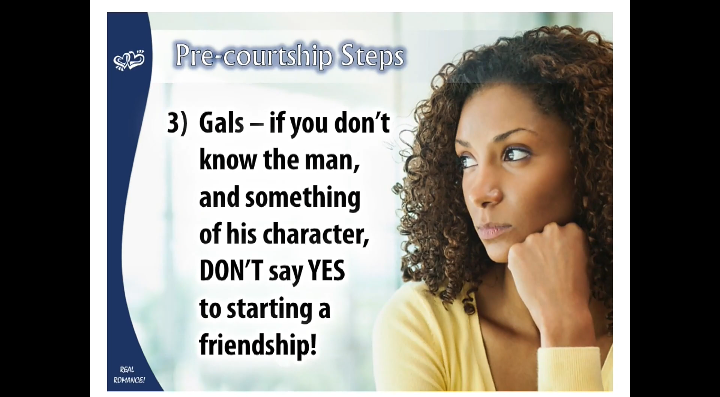 Pre-courtship Steps
3) Gals – if you don't
know the man,
and something
of his character,
DON'T say YES
to starting a
friendship!
REAL
ROMANCE!